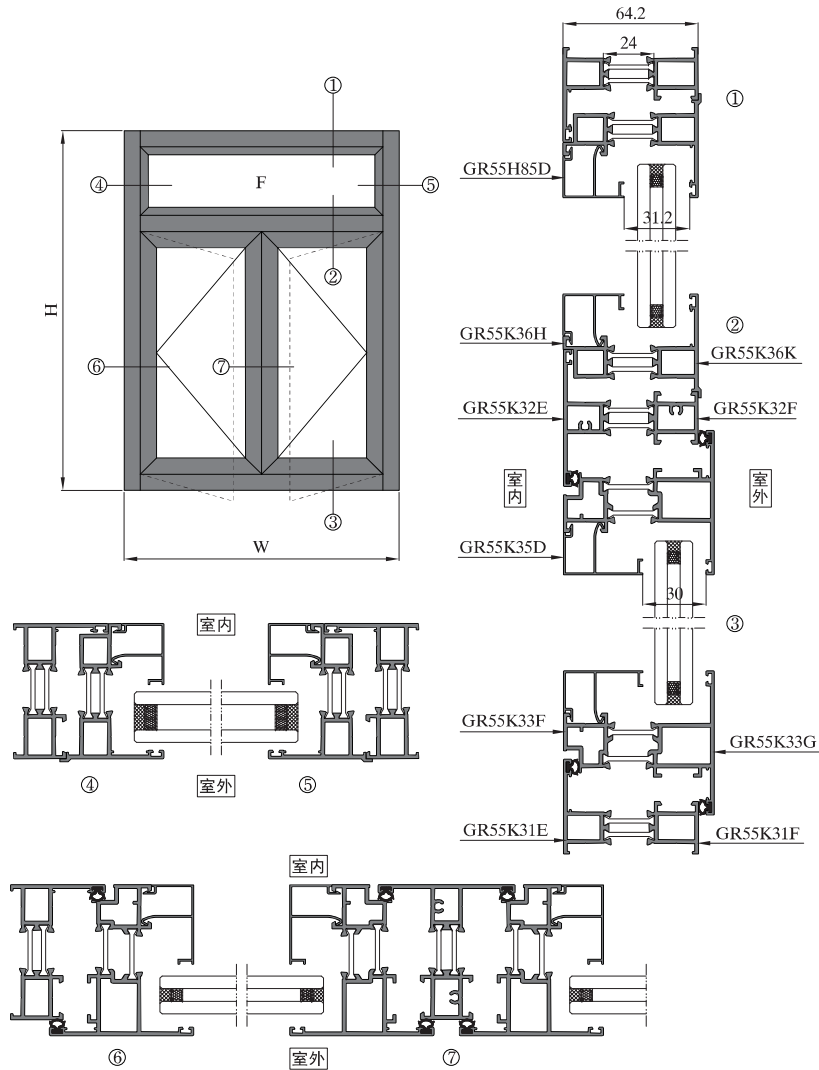 64.2
24
①
①
GR55H85D
④
F
⑤
31.2
②
②
H
GR55K36H
GR55K36K
⑥
⑦
GR55K32E
GR55K32F
室内
室外
③
W
GR55K35D
30
③
室内
GR55K33F
GR55K33G
④
室外
⑤
GR55K31E
GR55K31F
室内
⑥
室外
⑦